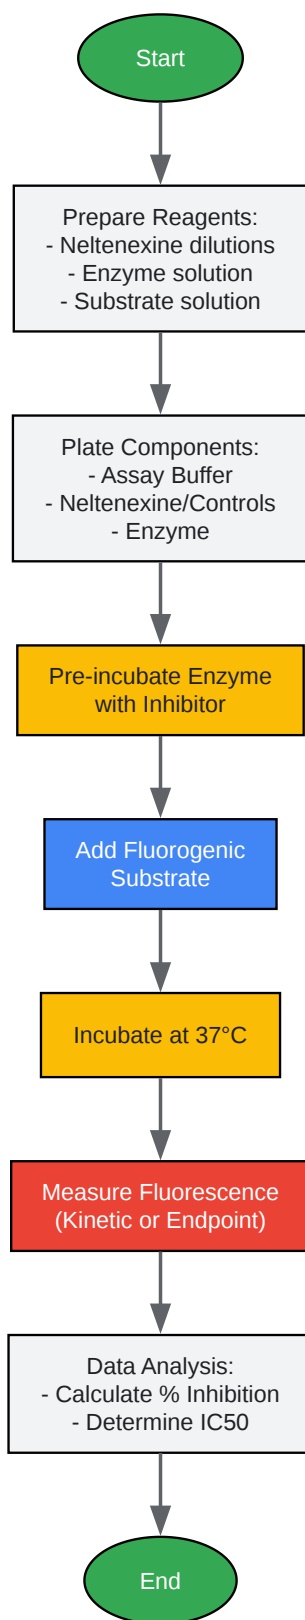 Start
Prepare Reagents:
- Neltenexine dilutions
- Enzyme solution
- Substrate solution
Plate Components:
- Assay Buffer
- Neltenexine/Controls
- Enzyme
Pre-incubate Enzyme
with Inhibitor
Add Fluorogenic
Substrate
Incubate at 37°C
Measure Fluorescence
(Kinetic or Endpoint)
Data Analysis:
- Calculate % Inhibition
- Determine IC50
End